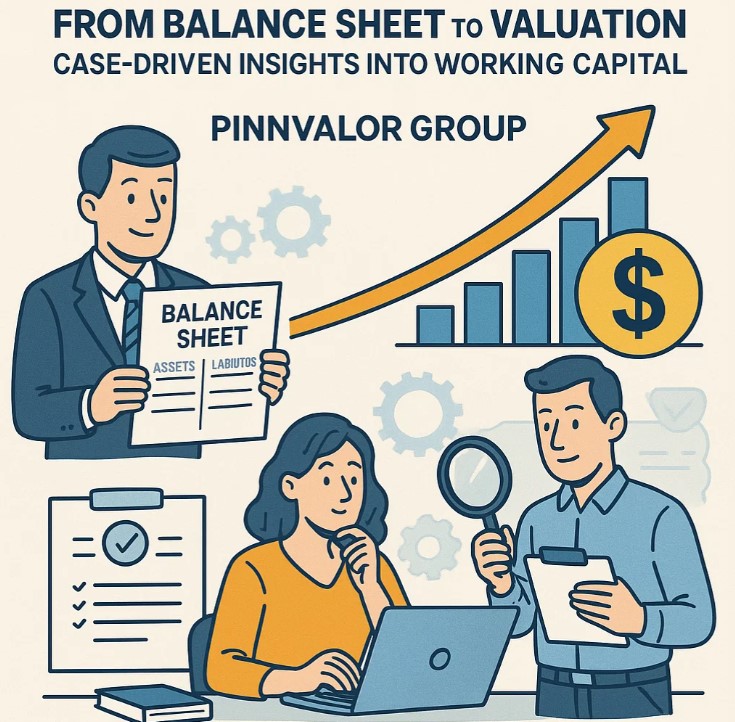 FROM BALANCE SHEET TO VALUATION
CASE-DRIVEN INSIGHTS INTO WORKING CAPITAL
PINNVALOR GROUP
BALANCE
SHEET
ASSETS LABIUTOS
$